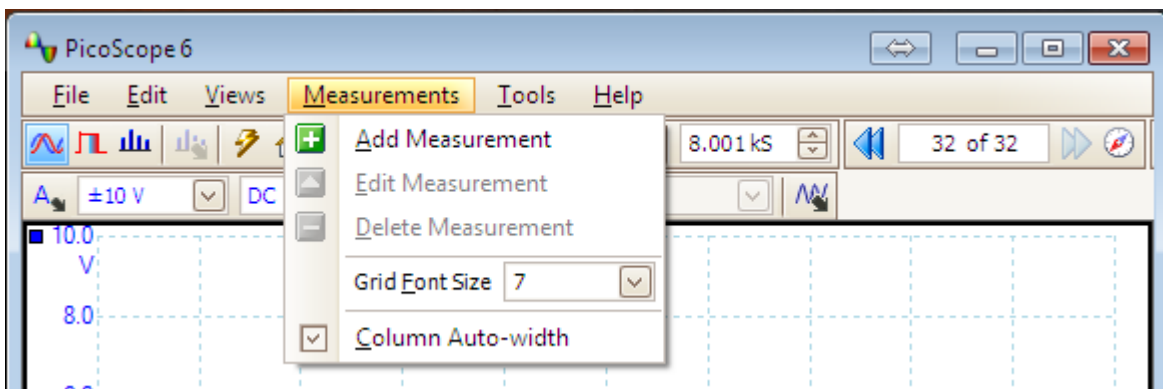 PicoScope 6
File Edit Views Measurements Tools Help
8.001 kS 32 of 32
A ±10 V DC
Add Measurement
Edit Measurement
Delete Measurement
Grid Font Size 7
Column Auto-width
10.0
V
8.0